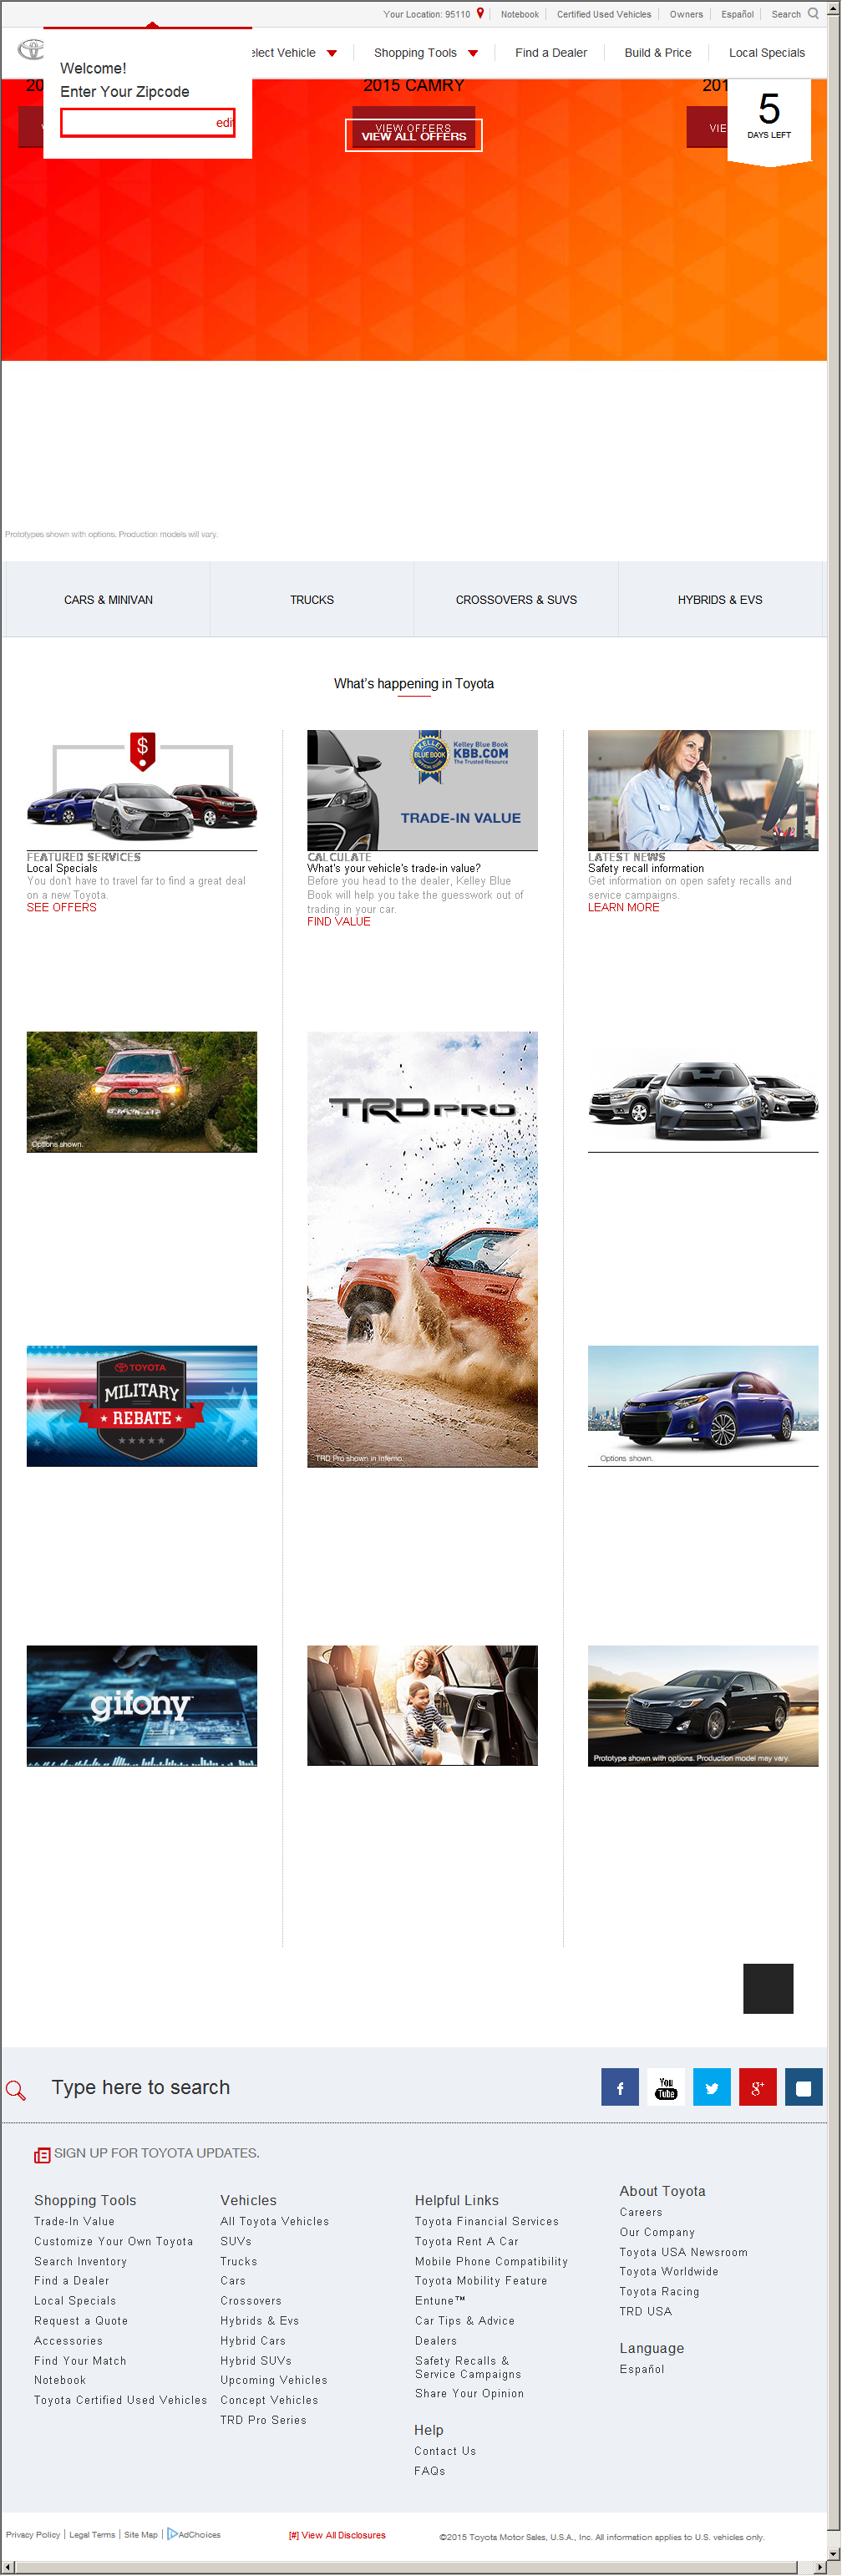 Your Location: 95110
Notebook
Certified Used Vehicles
Owners
Español
Search
Welcome!
Enter Your Zipcode
edit
elect Vehicle
Shopping Tools
Find a Dealer
Build & Price
Local Specials
20
2015 CAMRY
201
VIEW OFFERS
VIEW ALL OFFERS
VIE
5
DAYS LEFT
Prototypes shown with options. Production models will vary.
CARS & MINIVAN
TRUCKS
CROSSOVERS & SUVS
HYBRIDS & EVS
What's happening in Toyota
$
KELLEY
BLUE BOOK
Kelley Blue Book
KBB.COM
The Trusted Resource
TRADE-IN VALUE
FEATURED SERVICES
Local Specials
You don't have to travel far to find a great deal
on a new Toyota.
SEE OFFERS
CALCULATE
What's your vehicle's trade-in value?
Before you head to the dealer, Kelley Blue
Book will help you take the guesswork out of
trading in your car.
FIND VALUE
LATEST NEWS
Safety recall information
Get information on open safety recalls and
service campaigns.
LEARN MORE
Options shown.
TRD PRO
TRD Pro shown in Inferno.
TOYOTA
MILITARY
REBATE
Options shown.
gifony
Prototype shown with options. Production model may vary.
Type here to search
f
You
Tube
g+
SIGN UP FOR TOYOTA UPDATES.
Shopping Tools
Trade-In Value
Customize Your Own Toyota
Search Inventory
Find a Dealer
Local Specials
Request a Quote
Accessories
Find Your Match
Notebook
Toyota Certified Used Vehicles
Vehicles
All Toyota Vehicles
SUVs
Trucks
Cars
Crossovers
Hybrids & Evs
Hybrid Cars
Hybrid SUVs
Upcoming Vehicles
Concept Vehicles
TRD Pro Series
Helpful Links
Toyota Financial Services
Toyota Rent A Car
Mobile Phone Compatibility
Toyota Mobility Feature
Entune™
Car Tips & Advice
Dealers
Safety Recalls &
Service Campaigns
Share Your Opinion
Help
Contact Us
FAQs
About Toyota
Careers
Our Company
Toyota USA Newsroom
Toyota Worldwide
Toyota Racing
TRD USA
Language
Español
Privacy Policy | Legal Terms | Site Map | AdChoices
[#] View All Disclosures
©2015 Toyota Motor Sales, U.S.A., Inc. All information applies to U.S. vehicles only.